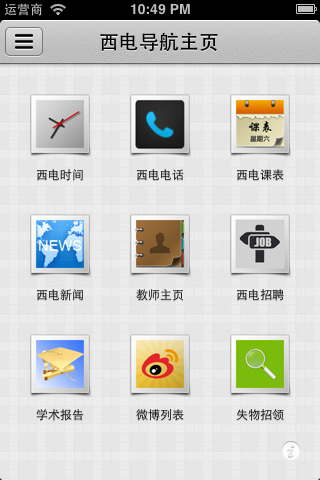 运营商 10:49 PM
西电导航主页
课表
星期六
西电时间 西电电话 西电课表
NEWS
JOB
西电新闻 教师主页 西电招聘
学术报告 微博列表 失物招领